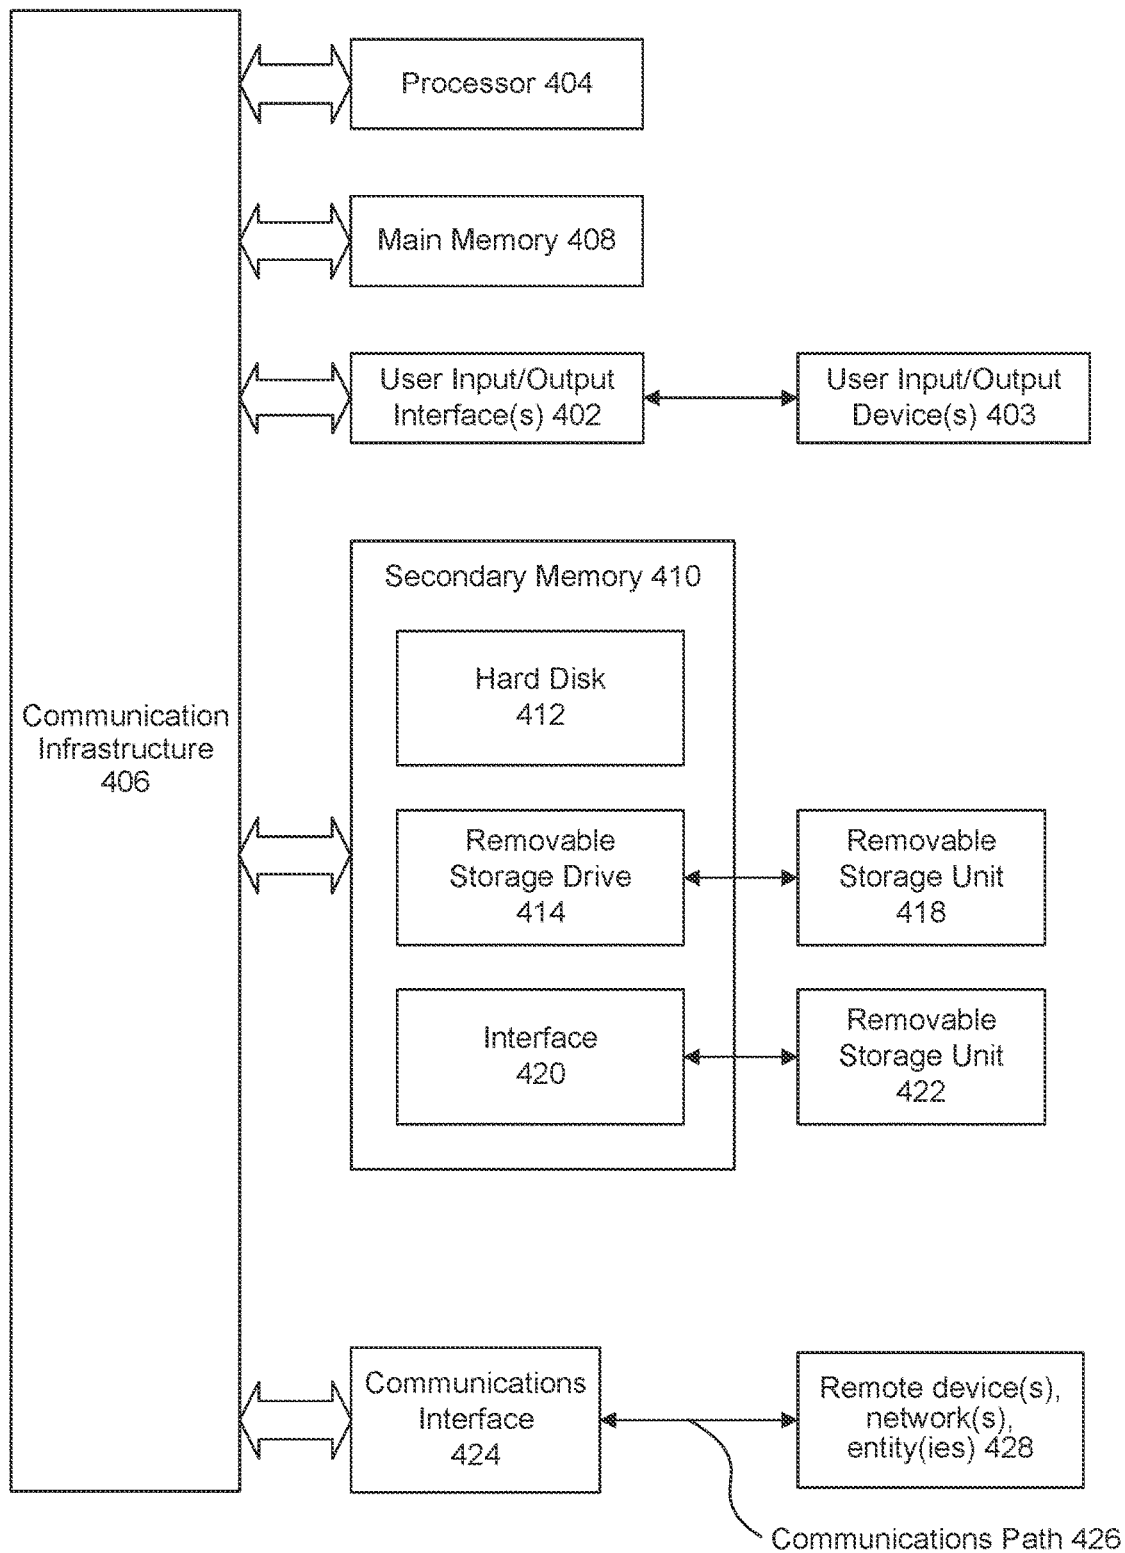 Processor 404
Main Memory 408
User Input/Output
Interface(s) 402
User Input/Output
Device(s) 403
Secondary Memory 410
Hard Disk
412
Communication
Infrastructure
406
Removable
Storage Drive
414
Removable
Storage Unit
418
Interface
420
Removable
Storage Unit
422
Communications
Interface
424
Remote device(s),
network(s),
entity(ies) 428
Communications Path 426